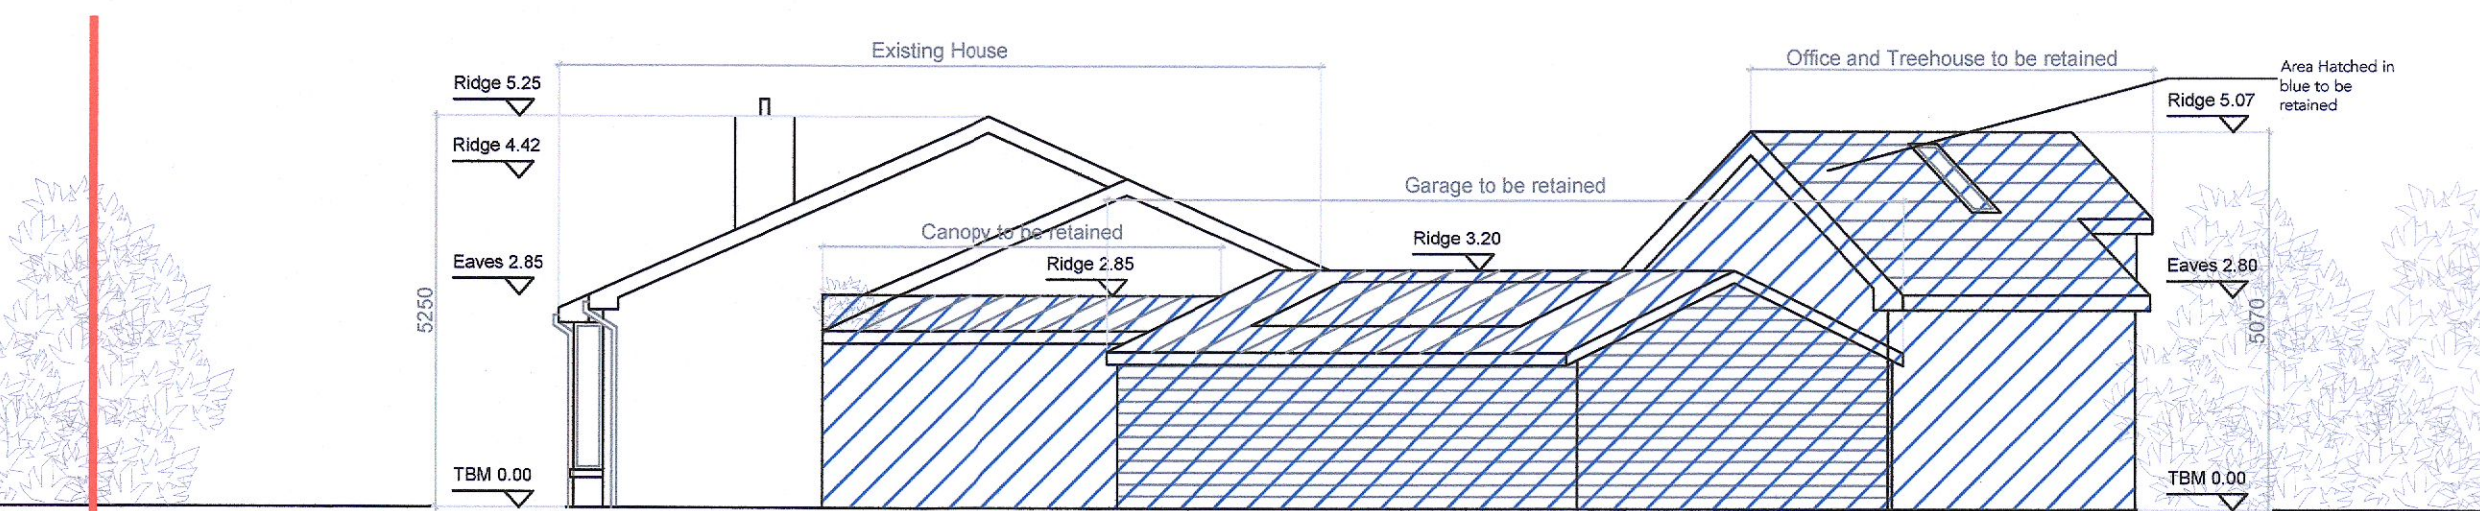 Existing House
Office and Treehouse to be retained
Area Hatched in
blue to be
retained
Ridge 5.25
Ridge 5.07
Ridge 4.42
Garage to be retained
Canopy to be retained
Ridge 3.20
Eaves 2.85
Ridge 2.85
Eaves 2.80
5250
5070
TBM 0.00
TBM 0.00